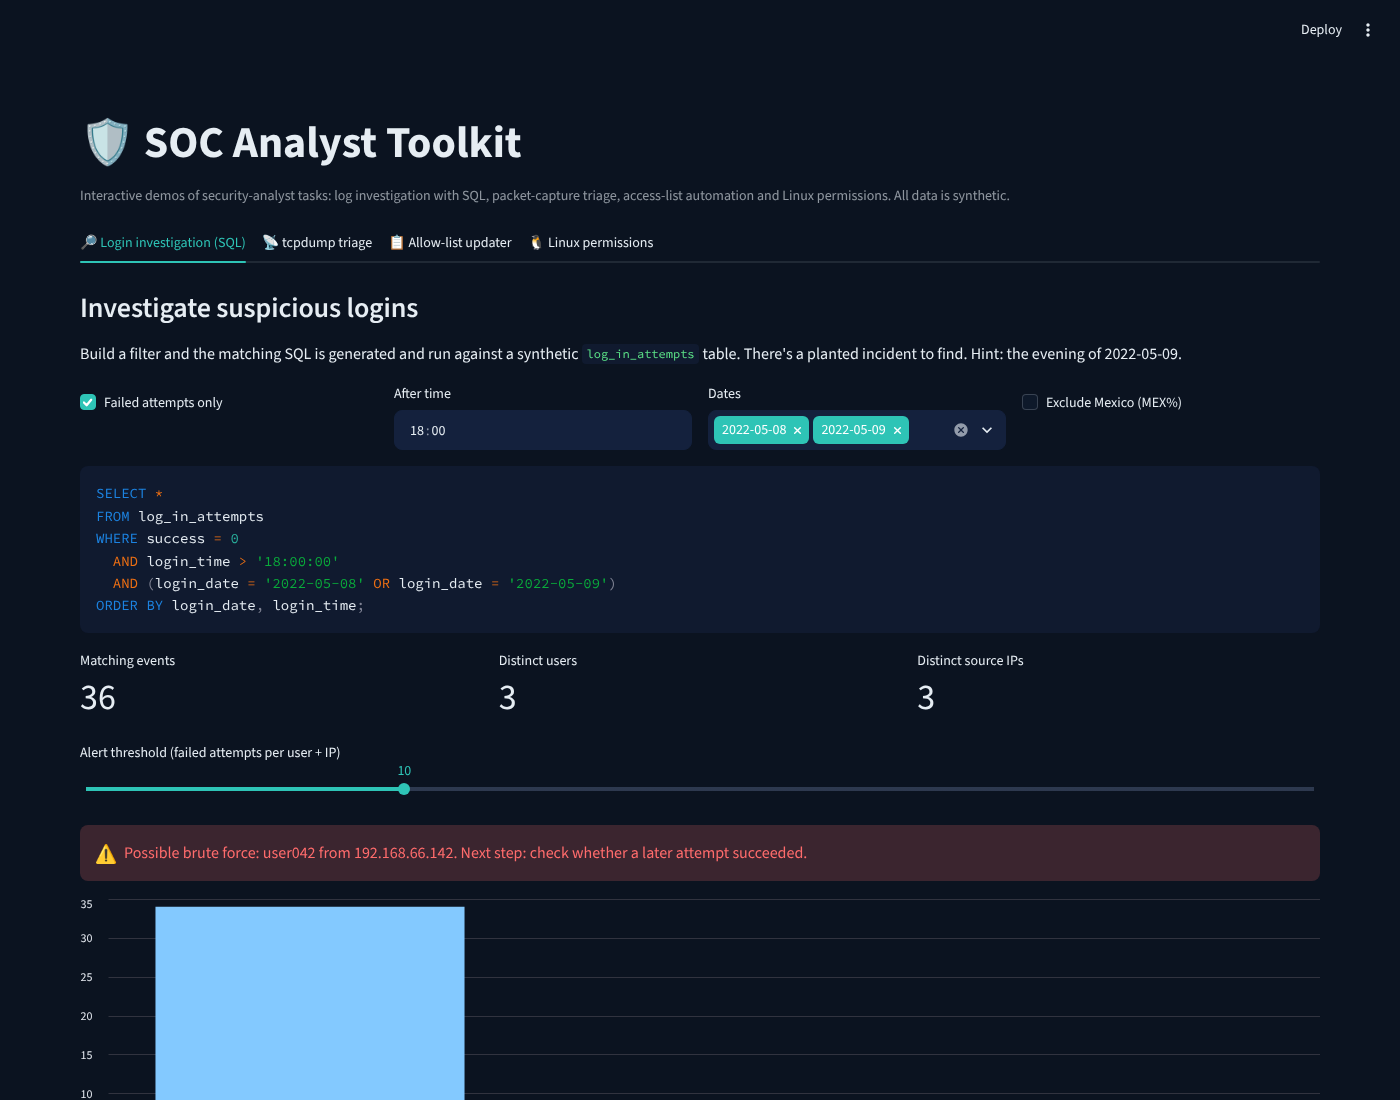 Deploy
SOC Analyst Toolkit
Interactive demos of security-analyst tasks: log investigation with SQL, packet-capture triage, access-list automation and Linux permissions. All data is synthetic.
Login investigation (SQL) tcpdump triage Allow-list updater Linux permissions
Investigate suspicious logins
Build a filter and the matching SQL is generated and run against a synthetic log_in_attempts table. There's a planted incident to find. Hint: the evening of 2022-05-09.
Failed attempts only
After time
18:00
Dates
2022-05-08 2022-05-09
Exclude Mexico (MEX%)
SELECT *
FROM log_in_attempts
WHERE success = 0
  AND login_time > '18:00:00'
  AND (login_date = '2022-05-08' OR login_date = '2022-05-09')
ORDER BY login_date, login_time;
Matching events
36
Distinct users
3
Distinct source IPs
3
Alert threshold (failed attempts per user + IP)
10
Possible brute force: user042 from 192.168.66.142. Next step: check whether a later attempt succeeded.
35
30
25
20
15
10